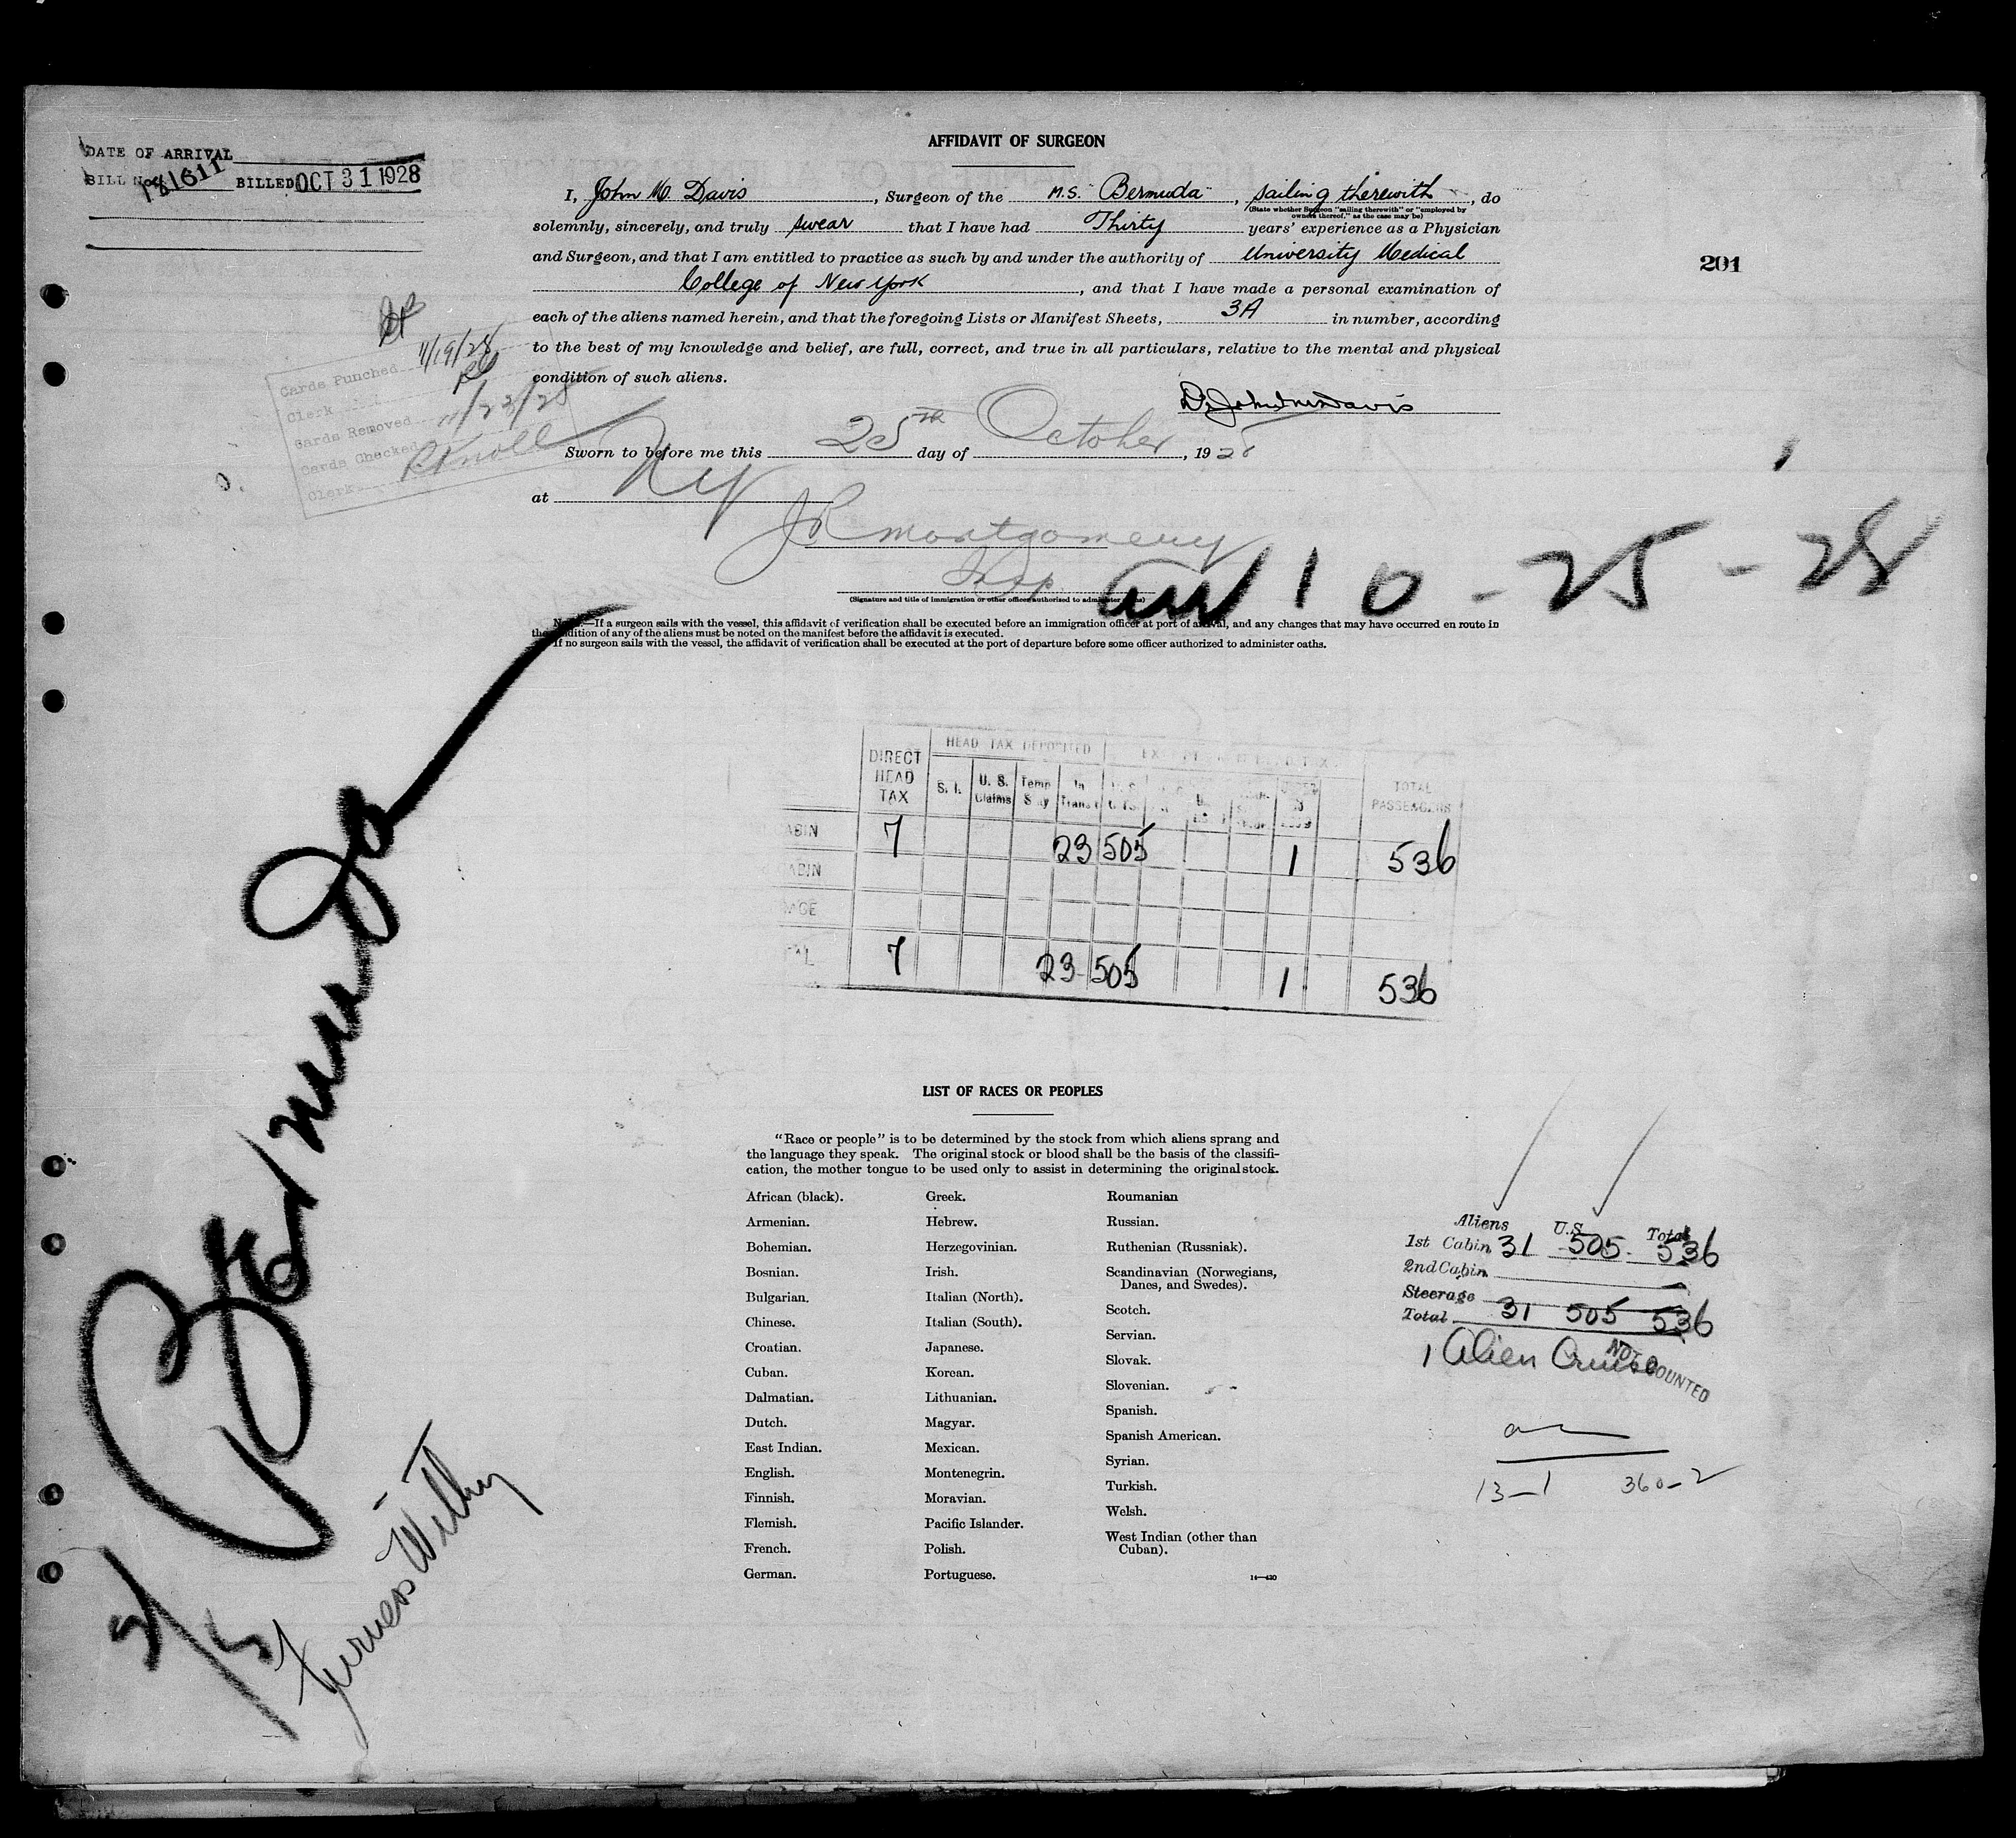 DATE OF ARRIVAL
BILL No. 181611 BILLED OCT 31 1928
AFFIDAVIT OF SURGEON
I, John M. Davis, Surgeon of the M.S. "Bermuda", sailing therewith, do
(State whether Surgeon "sailing therewith" or "employed by
owners thereof," as the case may be)
solemnly, sincerely, and truly swear that I have had Thirty years' experience as a Physician
and Surgeon, and that I am entitled to practice as such by and under the authority of University Medical
College of New York, and that I have made a personal examination of
each of the aliens named herein, and that the foregoing Lists or Manifest Sheets, 3A in number, according
to the best of my knowledge and belief, are full, correct, and true in all particulars, relative to the mental and physical
condition of such aliens.
Dr John M Davis
201
Cards Punched 11/19/28
Clerk
Cards Removed 11/23/28
Cards Checked
Clerk R Knoll
Sworn to before me this 25th day of October, 1928
at NY
JR Montgomery
Insp
(Signature and title of immigration or other officer authorized to administer oaths)
arr 10-25-28
Note.—If a surgeon sails with the vessel, this affidavit of verification shall be executed before an immigration officer at port of arrival, and any changes that may have occurred en route in
the condition of any of the aliens must be noted on the manifest before the affidavit is executed.
If no surgeon sails with the vessel, the affidavit of verification shall be executed at the port of departure before some officer authorized to administer oaths.
Bermuda
Furness Withy
DIRECT HEAD TAX HEAD TAX DEPOSITED TOTAL PASSENGERS
S. I. U. S. Claims Temp Stay In Transit
CABIN 7 23 505 1 536
CABIN
AGE
TAL 7 23 505 1 536
LIST OF RACES OR PEOPLES
"Race or people" is to be determined by the stock from which aliens sprang and
the language they speak. The original stock or blood shall be the basis of the classifi-
cation, the mother tongue to be used only to assist in determining the original stock.
African (black).
Armenian.
Bohemian.
Bosnian.
Bulgarian.
Chinese.
Croatian.
Cuban.
Dalmatian.
Dutch.
East Indian.
English.
Finnish.
Flemish.
French.
German.
Greek.
Hebrew.
Herzegovinian.
Irish.
Italian (North).
Italian (South).
Japanese.
Korean.
Lithuanian.
Magyar.
Mexican.
Montenegrin.
Moravian.
Pacific Islander.
Polish.
Portuguese.
Roumanian
Russian.
Ruthenian (Russniak).
Scandinavian (Norwegians,
Danes, and Swedes).
Scotch.
Servian.
Slovak.
Slovenian.
Spanish.
Spanish American.
Syrian.
Turkish.
Welsh.
West Indian (other than
Cuban).
14—430
Aliens U.S. Total
1st Cabin 31 505 536
2nd Cabin
Steerage
Total 31 505 536
1 Alien Cruise
NOT COUNTED
13-1 360-2